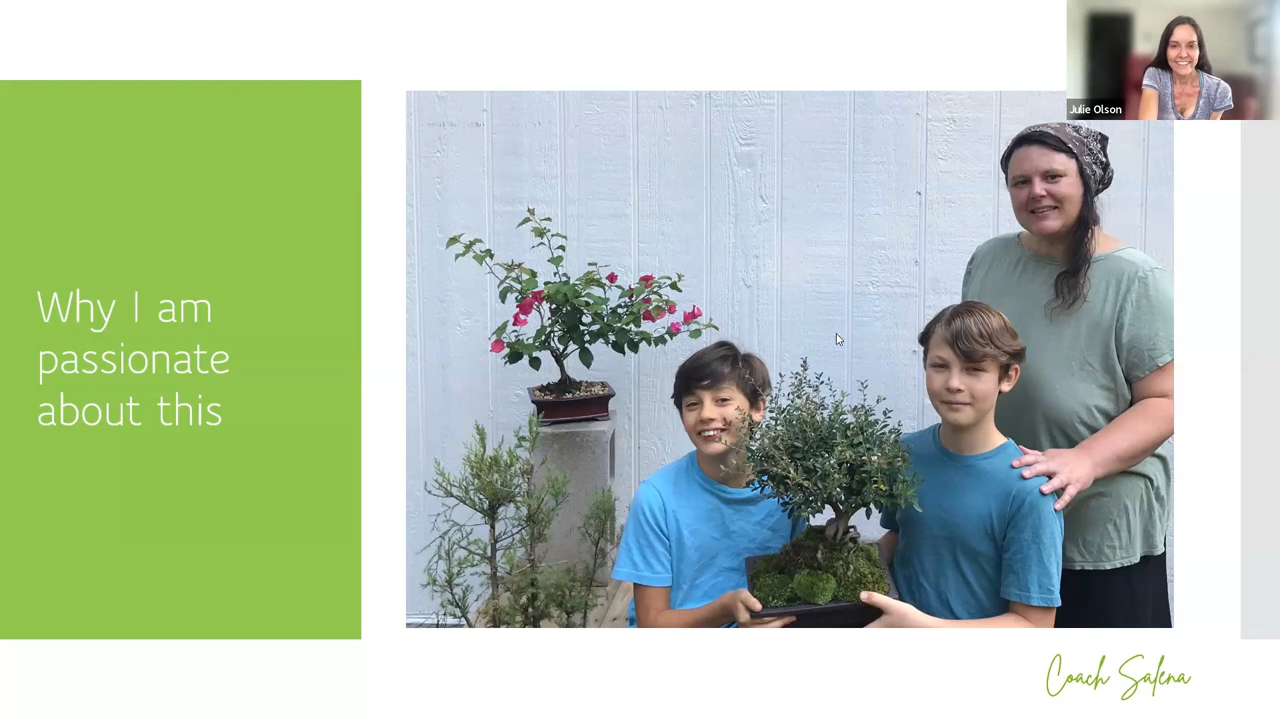 Julie Olson
Why I am
passionate
about this
Coach Salena